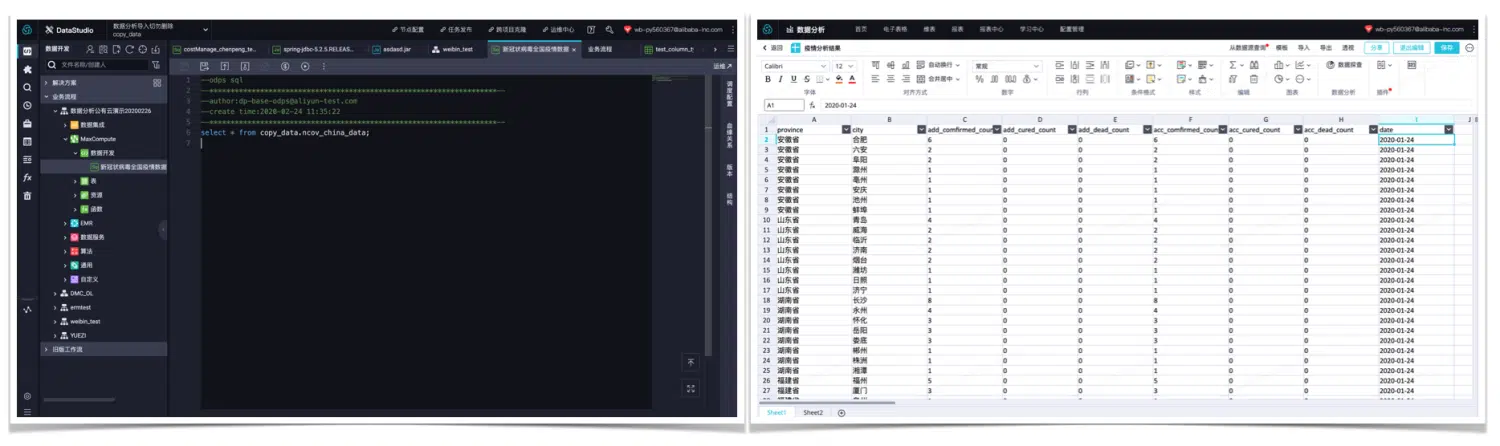 DataStudio
数据分析导入切勿删除
copy_data
节点配置
任务发布
跨项目克隆
运维中心
wb-py560367@alibaba-inc.com
数据开发
costManage_chenpeng_te..
spring-jdbc-5.2.5.RELEAS..
asdasd.jar
weibin_test
新冠状病毒全国疫情数据
业务流程
test_column_t
文件名称/创建人
运维
解决方案
业务流程
数据分析公有云演示20200226
数据集成
MaxCompute
数据开发
新冠状病毒全国疫情数据
表
资源
函数
EMR
数据服务
算法
通用
自定义
DMC_DL
ermtest
weibin_test
YUEZI
旧版工作流
1 --odps sql
2 --********************************************************************--
3 --author:dp-base-odps@aliyun-test.com
4 --create time:2020-02-24 11:35:22
5 --********************************************************************--
6 select * from copy_data.ncov_china_data;
7
调度配置
血缘关系
版本
结构
数据分析
首页
电子表格
维表
报表
报表中心
学习中心
配置管理
wb-py560367@alibaba-inc.com
返回
疫情分析结果
从数据源查询
模板
导入
导出
透视
分享
退出编辑
保存
Calibri
12
自动换行
常规
数据探查
B I U S
合并居中
字体
对齐方式
数字
行列
条件格式
样式
编辑
图表
数据分析
插件
A1 fx 2020-01-24
A B C D E F G H I J
1 province city add_comfirmed_coun add_cured_count add_dead_count acc_comfirmed_coun acc_cured_count acc_dead_count date
2 安徽省 合肥 6 0 0 6 0 0 2020-01-24
3 安徽省 六安 2 0 0 2 0 0 2020-01-24
4 安徽省 阜阳 2 0 0 2 0 0 2020-01-24
5 安徽省 滁州 1 0 0 1 0 0 2020-01-24
6 安徽省 亳州 1 0 0 1 0 0 2020-01-24
7 安徽省 安庆 1 0 0 1 0 0 2020-01-24
8 安徽省 池州 1 0 0 1 0 0 2020-01-24
9 安徽省 蚌埠 1 0 0 1 0 0 2020-01-24
10 山东省 青岛 4 0 0 4 0 0 2020-01-24
11 山东省 威海 2 0 0 2 0 0 2020-01-24
12 山东省 临沂 2 0 0 2 0 0 2020-01-24
13 山东省 济南 2 0 0 2 0 0 2020-01-24
14 山东省 烟台 2 0 0 2 0 0 2020-01-24
15 山东省 潍坊 1 0 0 1 0 0 2020-01-24
16 山东省 日照 1 0 0 1 0 0 2020-01-24
17 山东省 济宁 1 0 0 1 0 0 2020-01-24
18 湖南省 长沙 8 0 0 8 0 0 2020-01-24
19 湖南省 永州 4 0 0 4 0 0 2020-01-24
20 湖南省 怀化 3 0 0 3 0 0 2020-01-24
21 湖南省 岳阳 3 0 0 3 0 0 2020-01-24
22 湖南省 娄底 3 0 0 3 0 0 2020-01-24
23 湖南省 郴州 1 0 0 1 0 0 2020-01-24
24 湖南省 株洲 1 0 0 1 0 0 2020-01-24
25 湖南省 湘潭 1 0 0 1 0 0 2020-01-24
26 福建省 福州 5 0 0 5 0 0 2020-01-24
27 福建省 厦门 3 0 0 3 0 0 2020-01-24
Sheet1
Sheet2